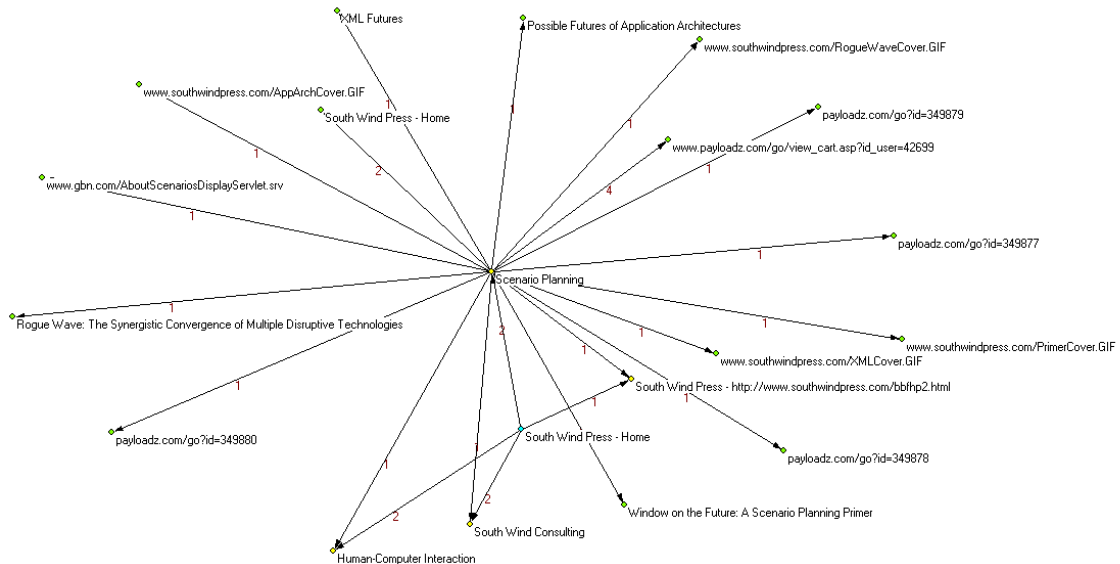 XML Futures
Possible Futures of Application Architectures
www.southwindpress.com/RogueWaveCover.GIF
www.southwindpress.com/AppArchCover.GIF
1
1
1
South Wind Press - Home
payloadz.com/go?id=349879
www.payloadz.com/go/view_cart.asp?id_user=42699
1
2
1
4
www.gbn.com/AboutScenariosDisplayServlet.srv
1
payloadz.com/go?id=349877
1
Scenario Planning
1
Rogue Wave: The Synergistic Convergence of Multiple Disruptive Technologies
2
1
1
1
www.southwindpress.com/PrimerCover.GIF
www.southwindpress.com/XMLCover.GIF
1
South Wind Press - http://www.southwindpress.com/bbfhp2.html
1
1
payloadz.com/go?id=349880
South Wind Press - Home
1
payloadz.com/go?id=349878
1
2
Window on the Future: A Scenario Planning Primer
2
South Wind Consulting
Human-Computer Interaction